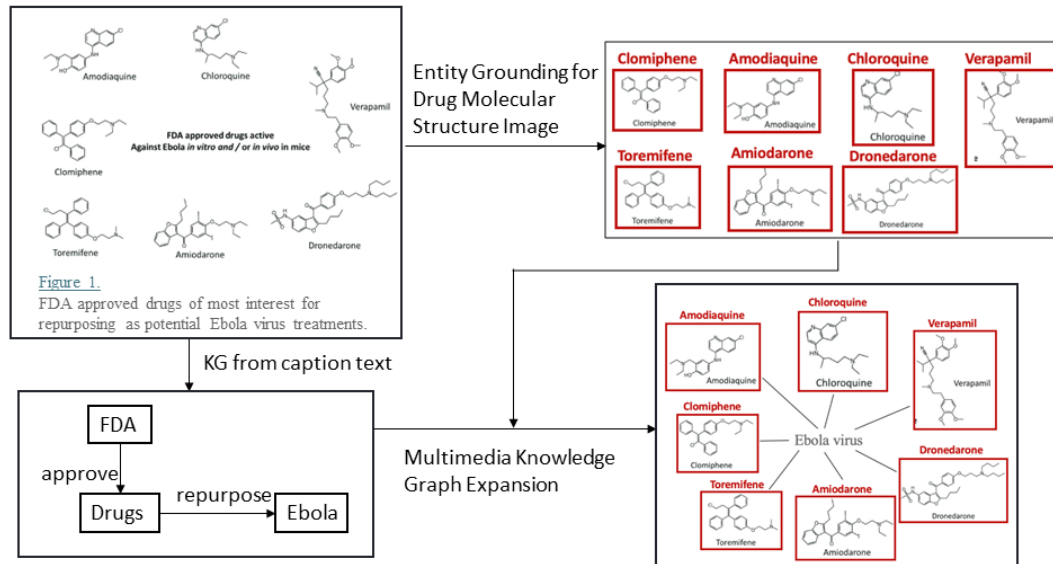 Amodiaquine
Chloroquine
Verapamil
FDA approved drugs active
Against Ebola in vitro and / or in vivo in mice
Clomiphene
Toremifene
Amiodarone
Dronedarone
Figure 1.
FDA approved drugs of most interest for
repurposing as potential Ebola virus treatments.
Entity Grounding for
Drug Molecular
Structure Image
Clomiphene
Amodiaquine
Chloroquine
Verapamil
Clomiphene
Amodiaquine
Chloroquine
Verapamil
Toremifene
Amiodarone
Dronedarone
Toremifene
Amiodarone
Dronedarone
KG from caption text
FDA
approve
Drugs
repurpose
Ebola
Multimedia Knowledge
Graph Expansion
Amodiaquine
Chloroquine
Verapamil
Amodiaquine
Chloroquine
Verapamil
Clomiphene
Ebola virus
Clomiphene
Dronedarone
Dronedarone
Toremifene
Amiodarone
Toremifene
Amiodarone